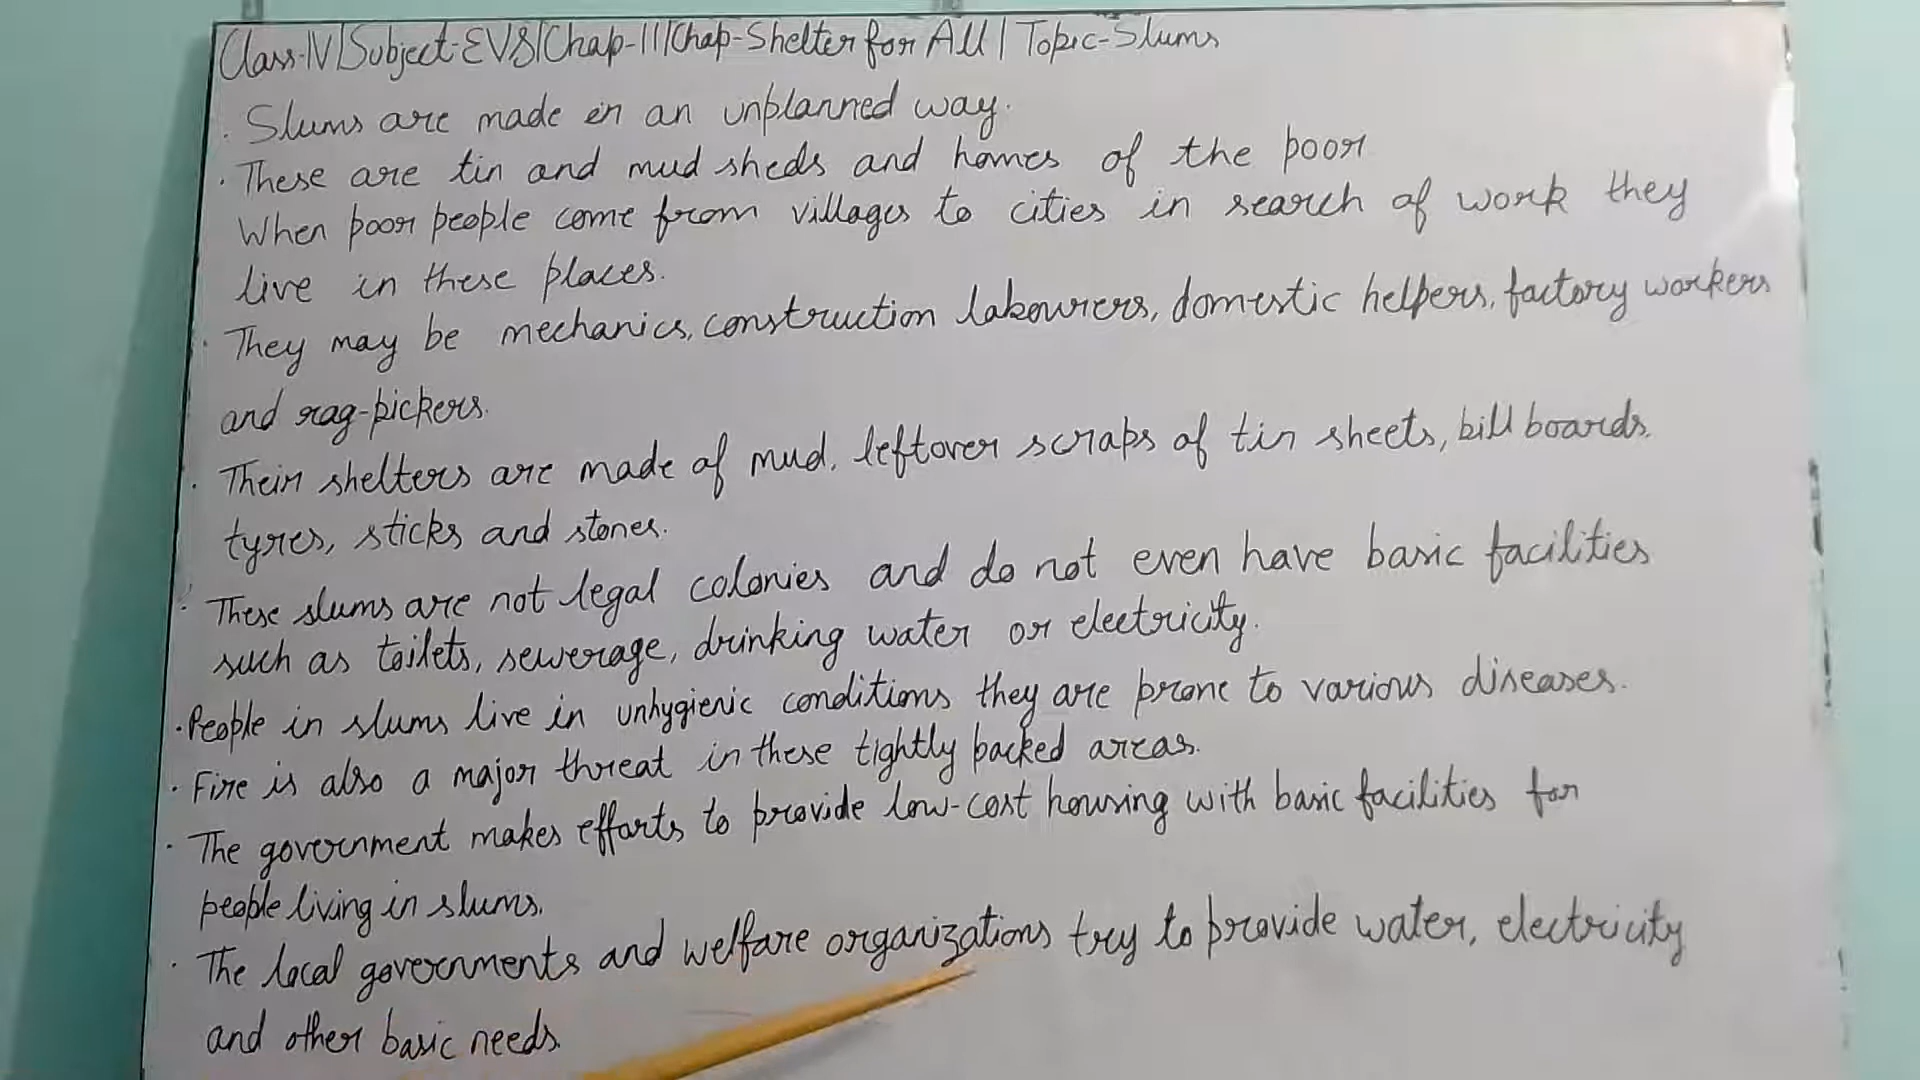 Class-IV|Subject-EVS|Chap-11|Chap-Shelter for All | Topic-Slums
. Slums are made in an unplanned way.
. These are tin and mud sheds and homes of the poor
When poor people come from villages to cities in search of work they
live in these places.
. They may be mechanics, construction labourers, domestic helpers, factory workers
and rag-pickers.
. Their shelters are made of mud, leftover scraps of tin sheets, bill boards,
tyres, sticks and stones.
. These slums are not legal colonies and do not even have basic facilities
such as toilets, sewerage, drinking water or electricity.
. People in slums live in unhygienic conditions they are prone to various diseases.
. Fire is also a major threat in these tightly packed areas.
. The government makes efforts to provide low-cost housing with basic facilities for
people living in slums.
. The local governments and welfare organizations try to provide water, electricity
and other basic needs.